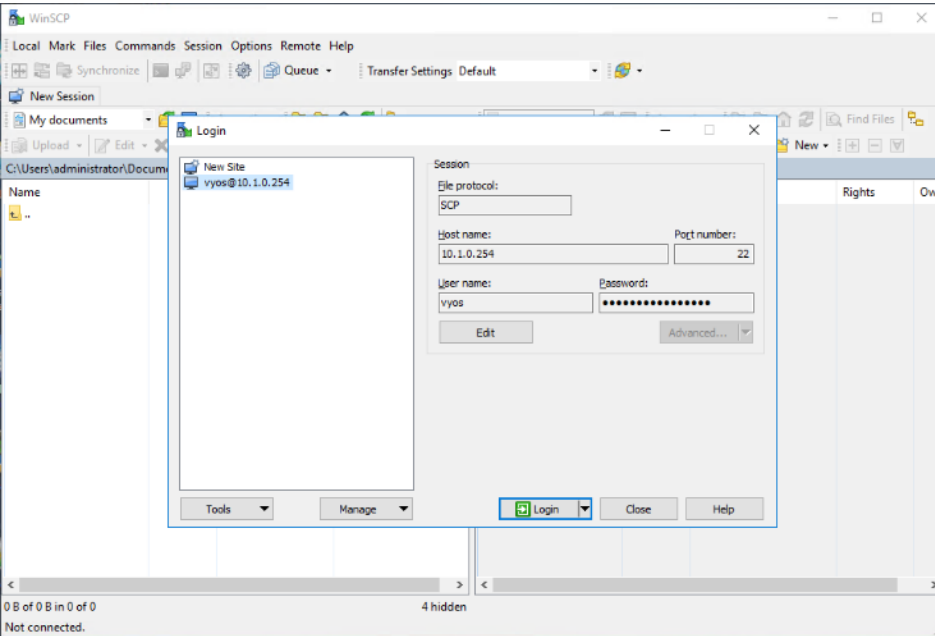 WinSCP
Local Mark Files Commands Session Options Remote Help
Synchronize Queue Transfer Settings Default
New Session
My documents Find Files
Upload Edit New
C:\Users\administrator\Docum
Name Rights Ow
..
Login
New Site
vyos@10.1.0.254
Session
File protocol:
SCP
Host name: Port number:
10.1.0.254 22
User name: Password:
vyos ••••••••••••••••
Edit Advanced...
Tools Manage Login Close Help
0 B of 0 B in 0 of 0 4 hidden
Not connected.